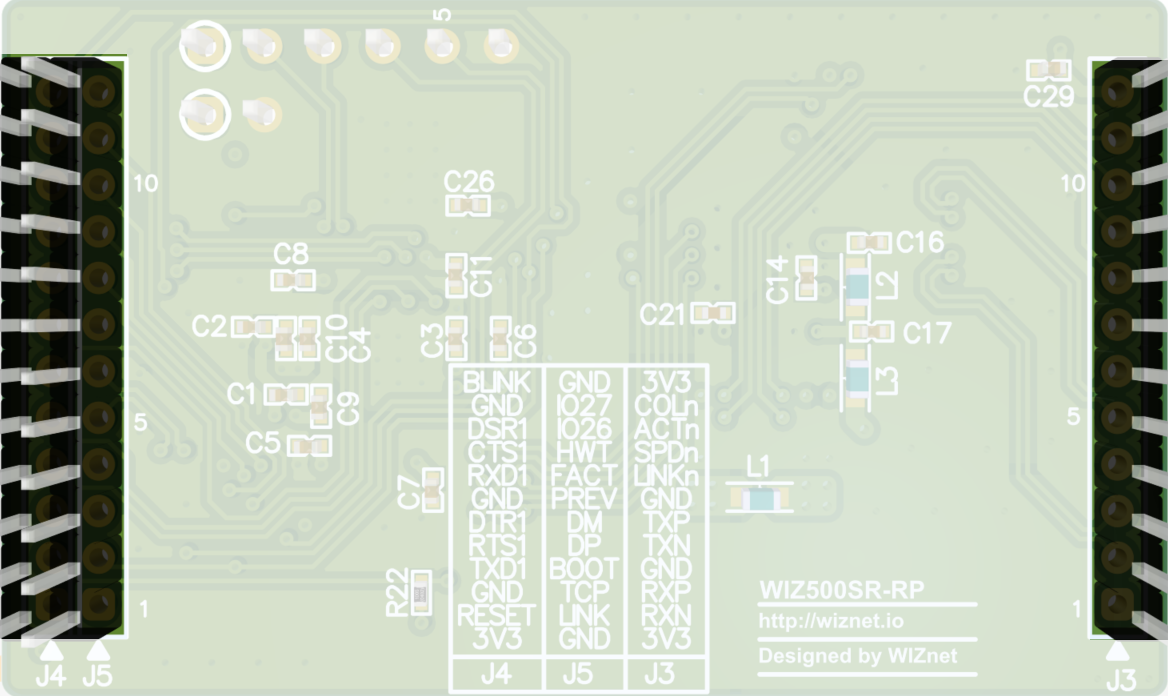 5
C29
10
10
C26
C16
C8
C11
C14
L2
C21
C2
C10
C4
C3
C6
C17
L3
C1
C9
5
5
C5
C7
L1
R22
1
1
BLINK GND 3V3
GND IO27 COLn
DSR1 IO26 ACTn
CTS1 HWT SPDn
RXD1 FACT LINKn
GND PREV GND
DTR1 DM TXP
RTS1 DP TXN
TXD1 BOOT GND
GND TCP RXP
RESET LINK RXN
3V3 GND 3V3
J4 J5 J3
WIZ500SR-RP
http://wiznet.io
Designed by WIZnet
J4 J5
J3